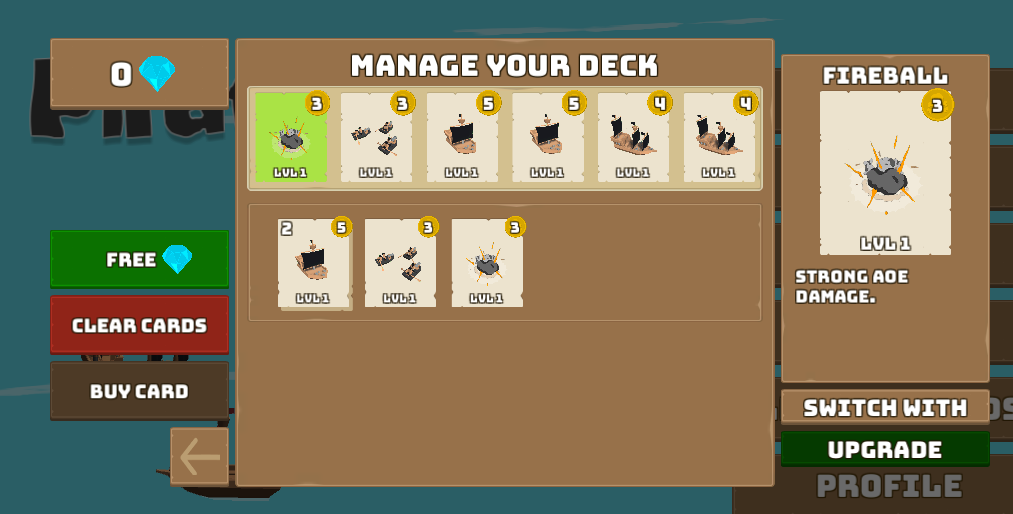 0
FREE
CLEAR CARDS
BUY CARD
MANAGE YOUR DECK
3 3 5 5 4 4
LVL 1 LVL 1 LVL 1 LVL 1 LVL 1 LVL 1
2 5 3 3
LVL 1 LVL 1 LVL 1
FIREBALL
3
LVL 1
STRONG AOE
DAMAGE.
SWITCH WITH
UPGRADE
PROFILE